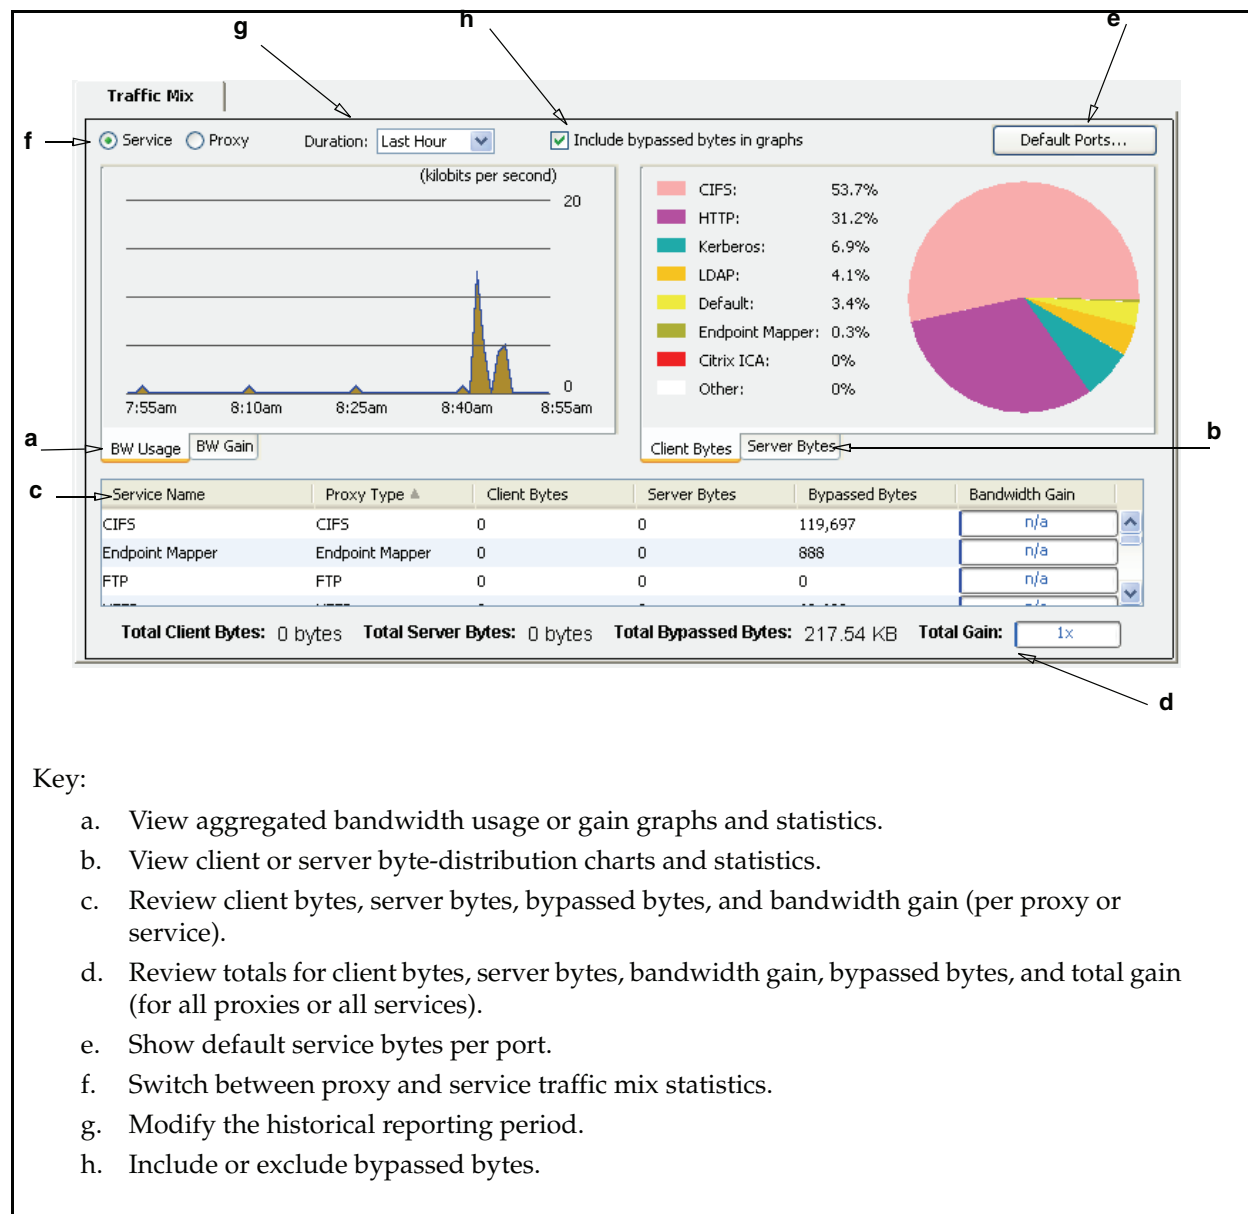 g
h
e
Traffic Mix
f
Service Proxy Duration: Last Hour Include bypassed bytes in graphs Default Ports...
(kilobits per second)
20
0
7:55am 8:10am 8:25am 8:40am 8:55am
CIFS: 53.7%
HTTP: 31.2%
Kerberos: 6.9%
LDAP: 4.1%
Default: 3.4%
Endpoint Mapper: 0.3%
Citrix ICA: 0%
Other: 0%
a
BW Usage BW Gain
Client Bytes Server Bytes
b
c
Service Name Proxy Type Client Bytes Server Bytes Bypassed Bytes Bandwidth Gain
CIFS CIFS 0 0 119,697 n/a
Endpoint Mapper Endpoint Mapper 0 0 888 n/a
FTP FTP 0 0 0 n/a
Total Client Bytes: 0 bytes Total Server Bytes: 0 bytes Total Bypassed Bytes: 217.54 KB Total Gain: 1x
d
Key:
a. View aggregated bandwidth usage or gain graphs and statistics.
b. View client or server byte-distribution charts and statistics.
c. Review client bytes, server bytes, bypassed bytes, and bandwidth gain (per proxy or
service).
d. Review totals for client bytes, server bytes, bandwidth gain, bypassed bytes, and total gain
(for all proxies or all services).
e. Show default service bytes per port.
f. Switch between proxy and service traffic mix statistics.
g. Modify the historical reporting period.
h. Include or exclude bypassed bytes.